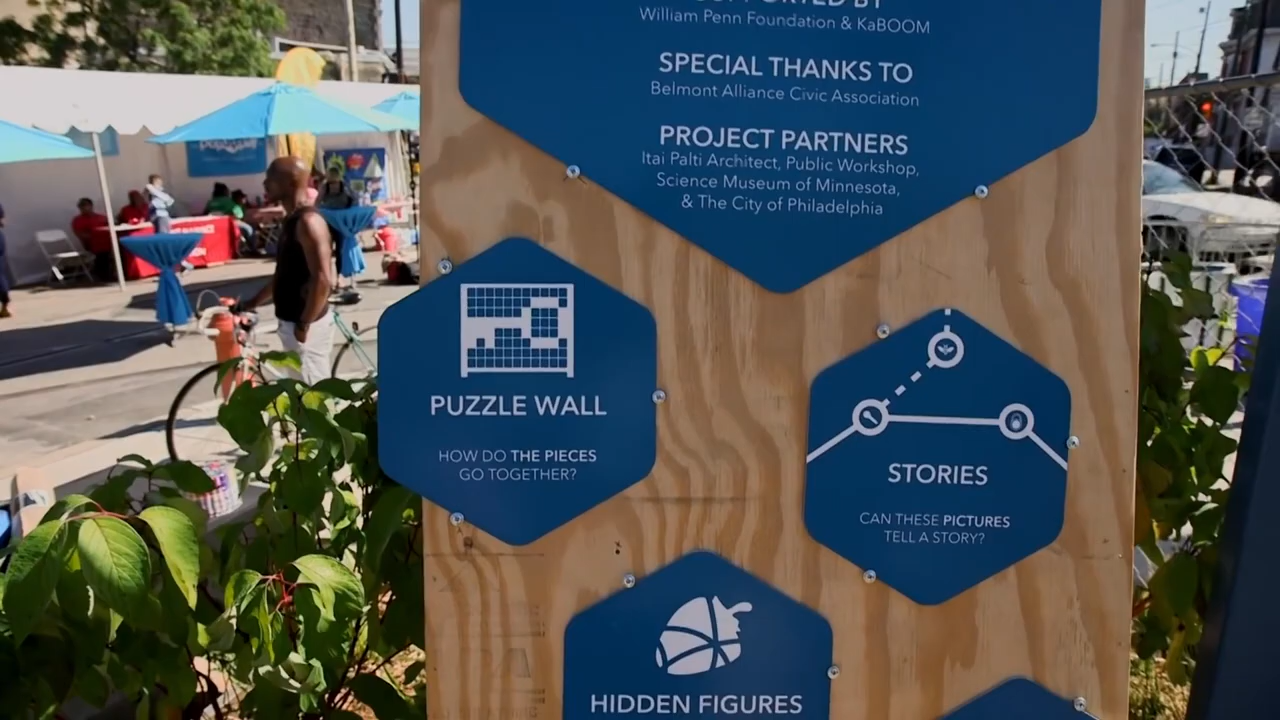 SUPPORTED BY
William Penn Foundation & KaBOOM
SPECIAL THANKS TO
Belmont Alliance Civic Association
PROJECT PARTNERS
Itai Palti Architect, Public Workshop,
Science Museum of Minnesota,
& The City of Philadelphia
PUZZLE WALL
HOW DO THE PIECES
GO TOGETHER?
STORIES
CAN THESE PICTURES
TELL A STORY?
HIDDEN FIGURES